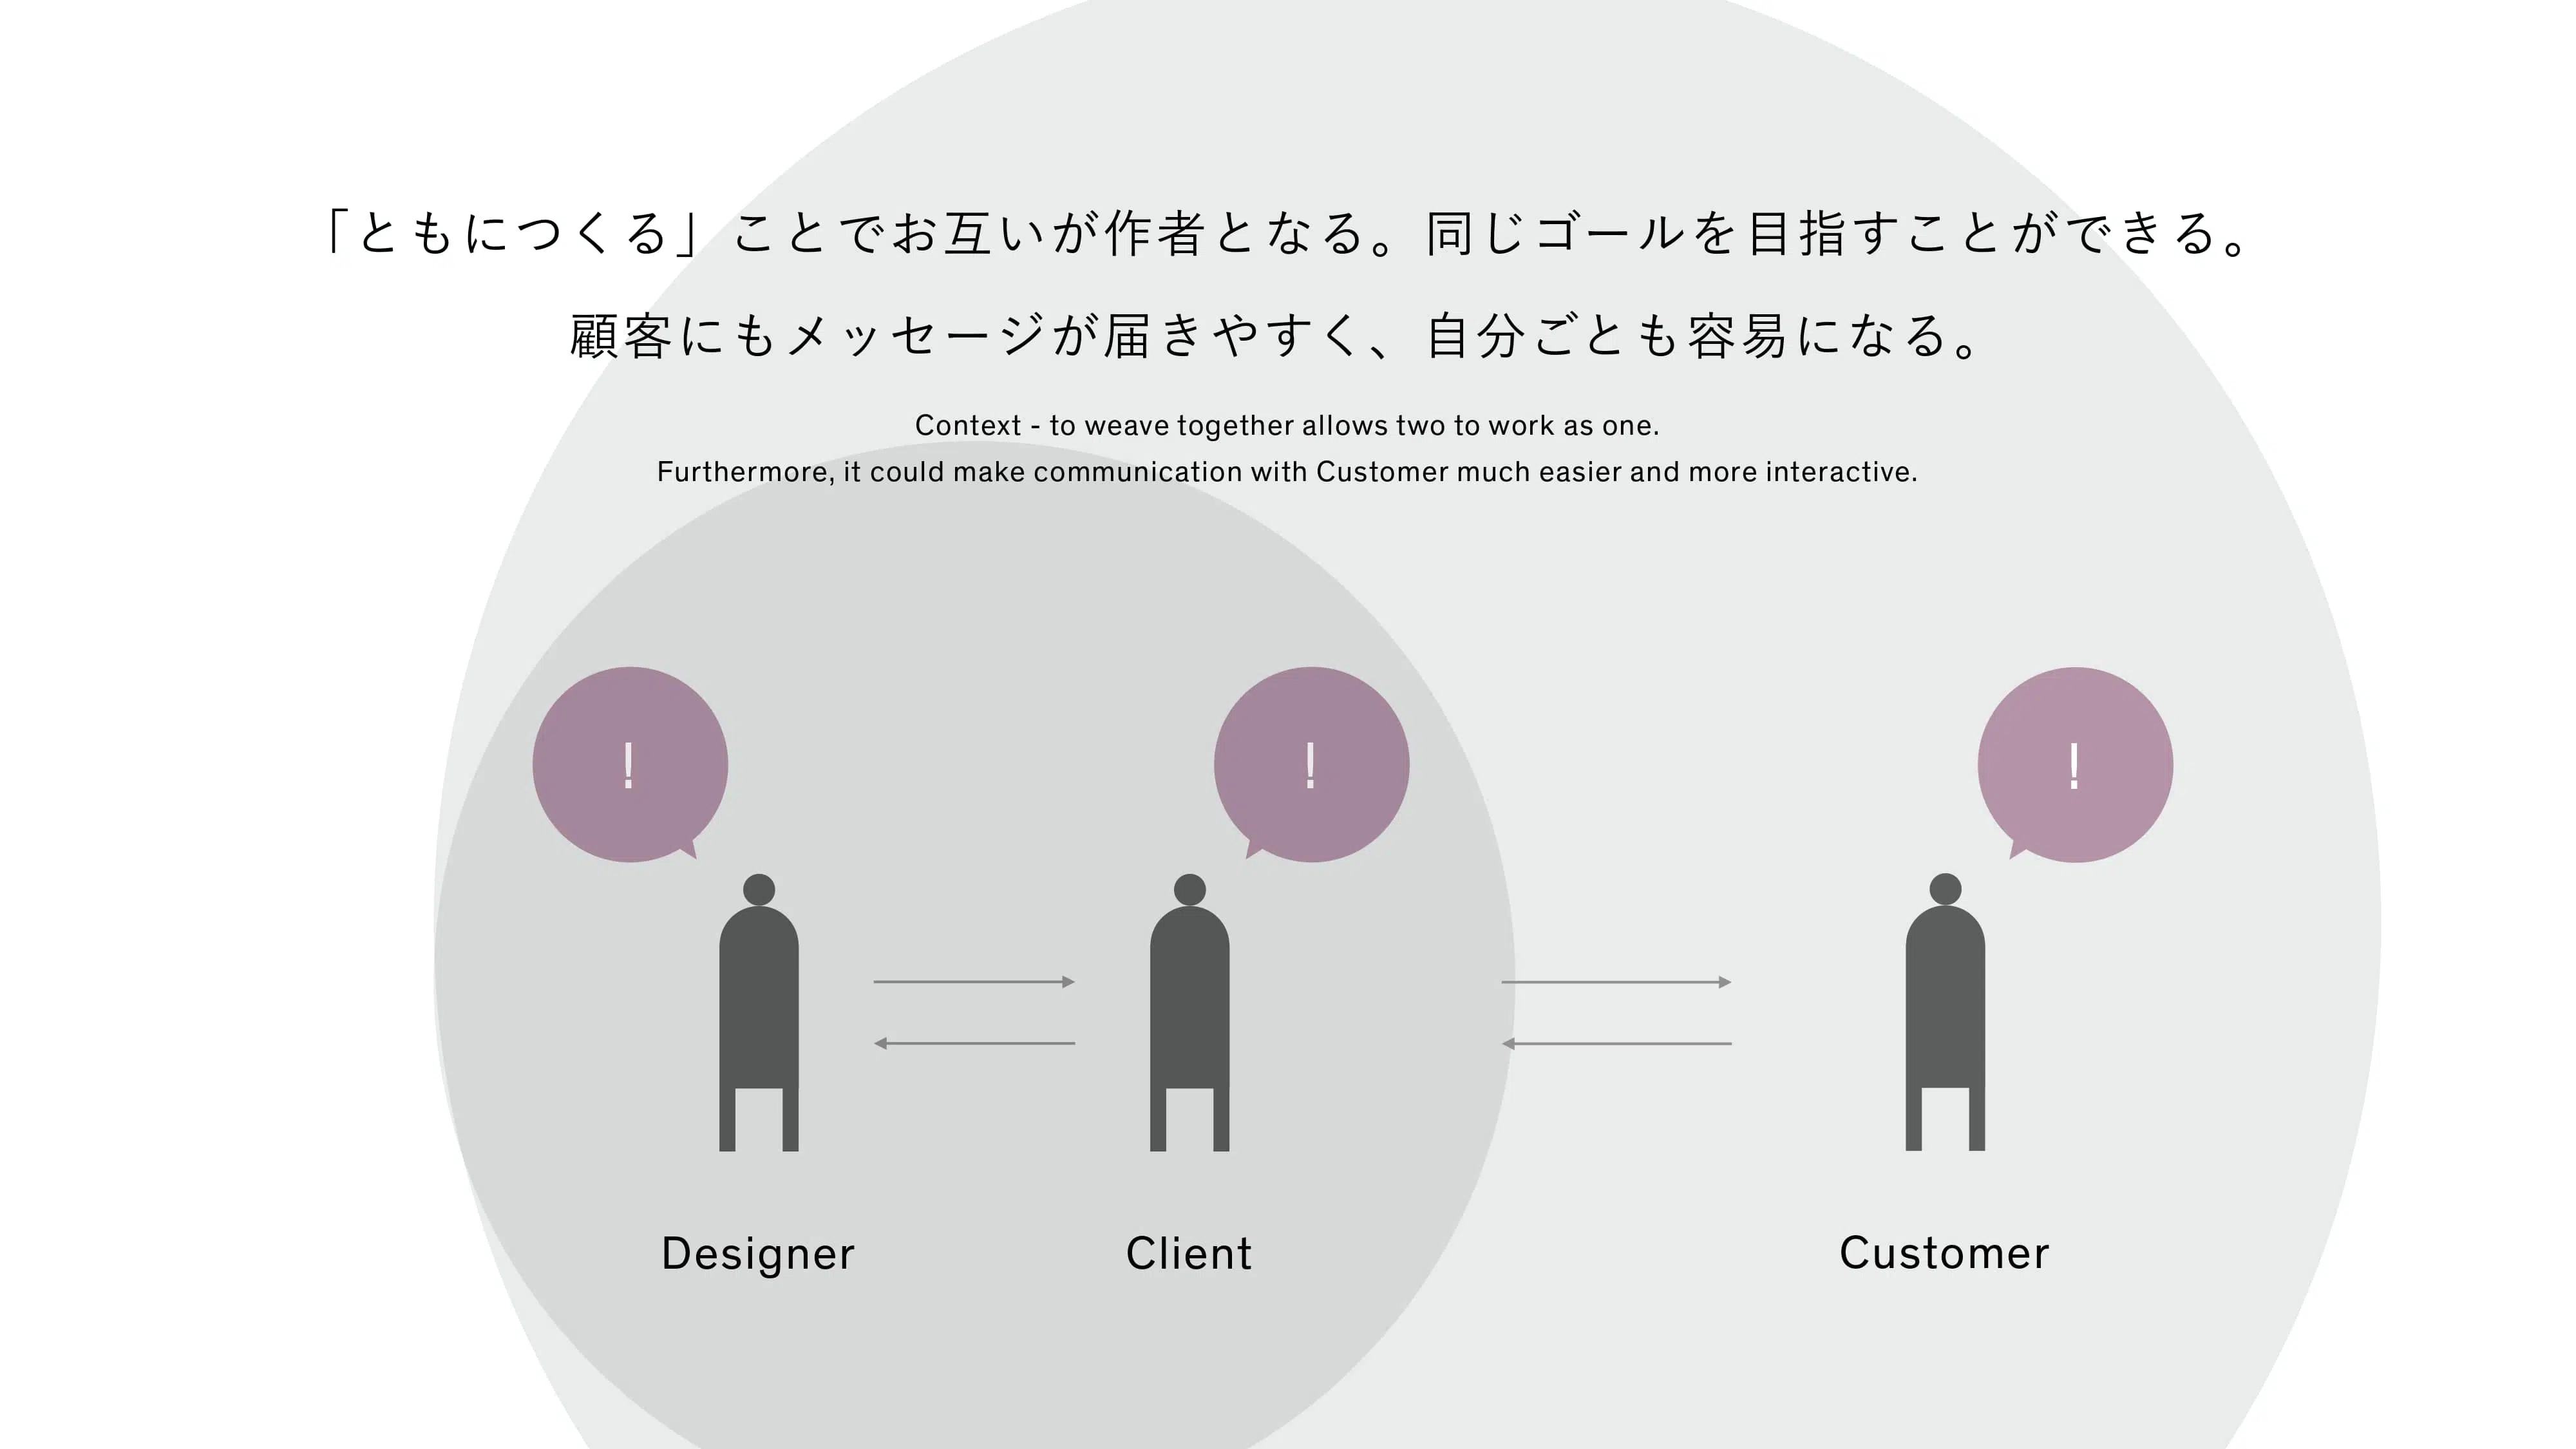 「ともにつくる」ことでお互いが作者となる。同じゴールを目指すことができる。
顧客にもメッセージが届きやすく、自分ごとも容易になる。
Context - to weave together allows two to work as one.
Furthermore, it could make communication with Customer much easier and more interactive.
! ! !
Designer Client Customer